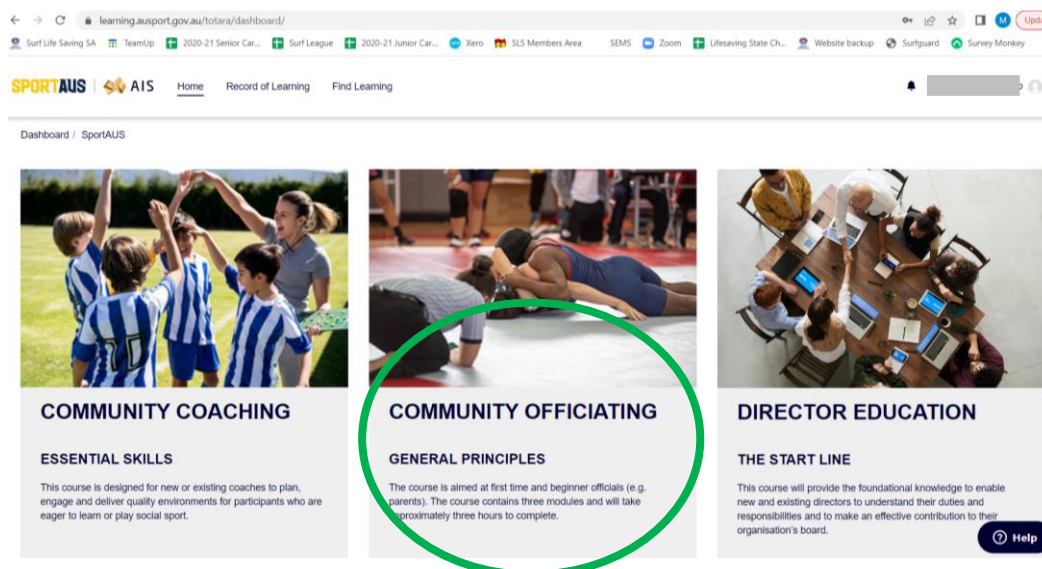 learning.ausport.gov.au/totara/dashboard/
Surf Life Saving SA TeamUp 2020-21 Senior Car... Surf League 2020-21 Junior Car... Xero SLS Members Area SEMS Zoom Lifesaving State Ch... Website backup Surfguard Survey Monkey
SPORTAUS AIS Home Record of Learning Find Learning
Dashboard / SportAUS
COMMUNITY COACHING
ESSENTIAL SKILLS
This course is designed for new or existing coaches to plan,
engage and deliver quality environments for participants who are
eager to learn or play social sport.
COMMUNITY OFFICIATING
GENERAL PRINCIPLES
The course is aimed at first time and beginner officials (e.g.
parents). The course contains three modules and will take
approximately three hours to complete.
DIRECTOR EDUCATION
THE START LINE
This course will provide the foundational knowledge to enable
new and existing directors to understand their duties and
responsibilities and to make an effective contribution to their
organisation's board.
Help